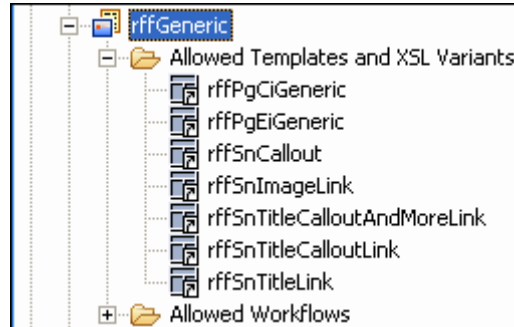 rffGeneric
Allowed Templates and XSL Variants
rffPgCiGeneric
rffPgEiGeneric
rffSnCallout
rffSnImageLink
rffSnTitleCalloutAndMoreLink
rffSnTitleCalloutLink
rffSnTitleLink
Allowed Workflows